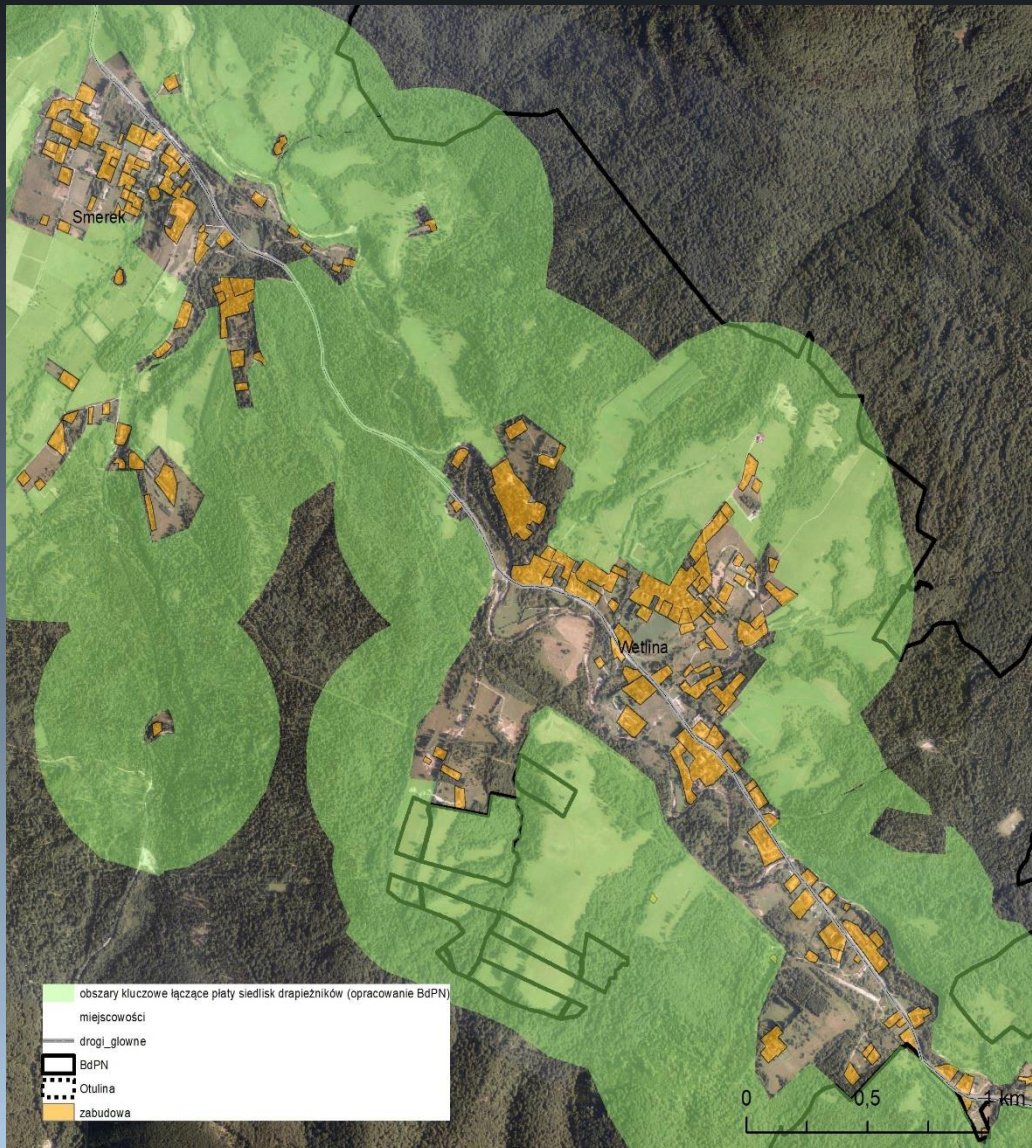 Smerek
Wetlina
obszary kluczowe łączące płaty siedlisk drapieżników (opracowanie BdPN)
miejscowości
drogi_glowne
BdPN
Otulina
zabudowa
0 0,5 1 km